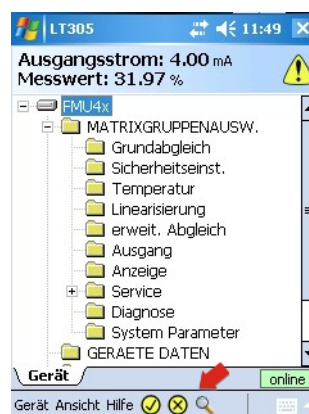 LT305 11:49
Ausgangsstrom: 4.00 mA
Messwert: 31.97 %
FMU4x
MATRIXGRUPPENAUSW.
Grundabgleich
Sicherheitseinst.
Temperatur
Linearisierung
erweit. Abgleich
Ausgang
Anzeige
Service
Diagnose
System Parameter
GERAETE DATEN
Gerät online
Gerät Ansicht Hilfe